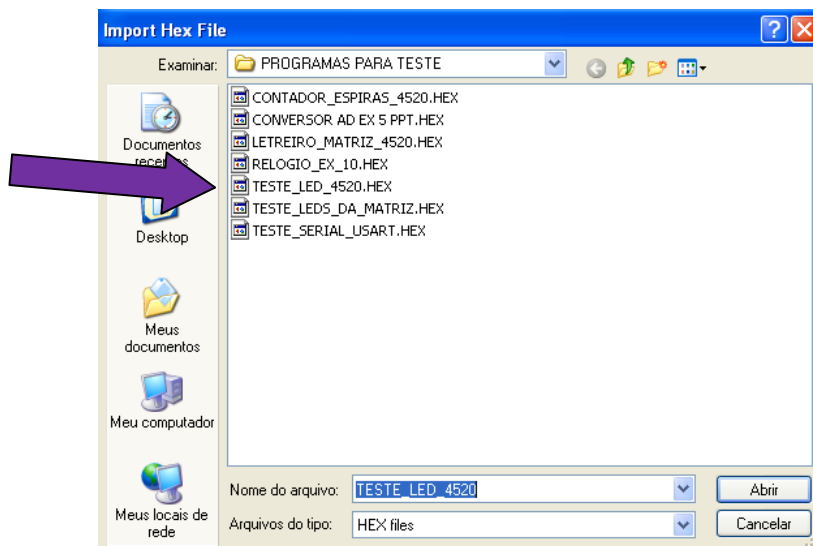 Import Hex File
Examinar: PROGRAMAS PARA TESTE
CONTADOR_ESPIRAS_4520.HEX
CONVERSOR AD EX 5 PPT.HEX
LETREIRO_MATRIZ_4520.HEX
RELOGIO_EX_10.HEX
TESTE_LED_4520.HEX
TESTE_LEDS_DA_MATRIZ.HEX
TESTE_SERIAL_USART.HEX
Documentos
Desktop
Meus
documentos
Meu computador
Meus locais de
rede
Nome do arquivo: TESTE_LED_4520 Abrir
Arquivos do tipo: HEX files Cancelar